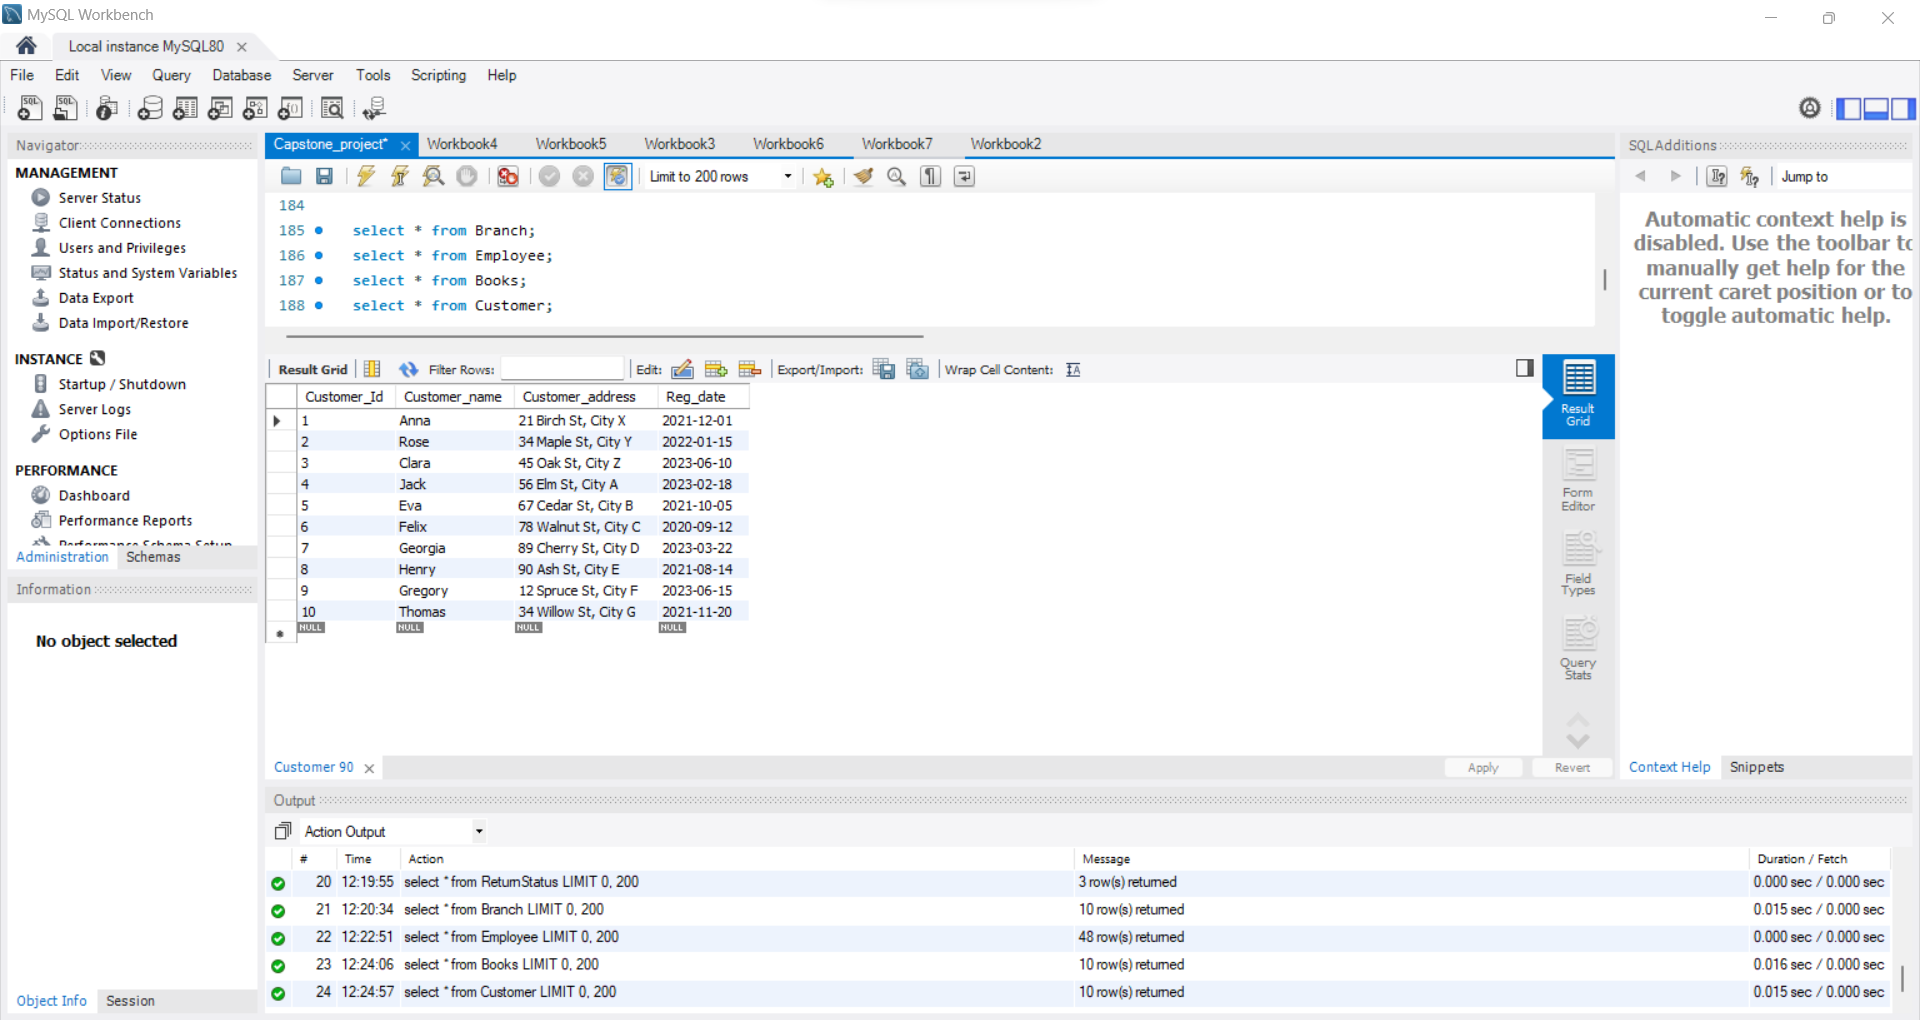 MySQL Workbench
Local instance MySQL80
File Edit View Query Database Server Tools Scripting Help
Navigator
MANAGEMENT
Server Status
Client Connections
Users and Privileges
Status and System Variables
Data Export
Data Import/Restore
INSTANCE
Startup / Shutdown
Server Logs
Options File
PERFORMANCE
Dashboard
Performance Reports
Performance Schema Setup
Administration Schemas
Information
No object selected
Object Info Session
Capstone_project* Workbook4 Workbook5 Workbook3 Workbook6 Workbook7 Workbook2
Limit to 200 rows
184
185 select * from Branch;
186 select * from Employee;
187 select * from Books;
188 select * from Customer;
Result Grid Filter Rows: Edit: Export/Import: Wrap Cell Content:
Customer_Id Customer_name Customer_address Reg_date
1 Anna 21 Birch St, City X 2021-12-01
2 Rose 34 Maple St, City Y 2022-01-15
3 Clara 45 Oak St, City Z 2023-06-10
4 Jack 56 Elm St, City A 2023-02-18
5 Eva 67 Cedar St, City B 2021-10-05
6 Felix 78 Walnut St, City C 2020-09-12
7 Georgia 89 Cherry St, City D 2023-03-22
8 Henry 90 Ash St, City E 2021-08-14
9 Gregory 12 Spruce St, City F 2023-06-15
10 Thomas 34 Willow St, City G 2021-11-20
NULL NULL NULL NULL
Result
Grid
Form
Editor
Field
Types
Query
Stats
Customer 90
Apply Revert
SQLAdditions
Jump to
Automatic context help is
disabled. Use the toolbar to
manually get help for the
current caret position or to
toggle automatic help.
Context Help Snippets
Output
Action Output
# Time Action Message Duration / Fetch
20 12:19:55 select * from ReturnStatus LIMIT 0, 200 3 row(s) returned 0.000 sec / 0.000 sec
21 12:20:34 select * from Branch LIMIT 0, 200 10 row(s) returned 0.015 sec / 0.000 sec
22 12:22:51 select * from Employee LIMIT 0, 200 48 row(s) returned 0.000 sec / 0.000 sec
23 12:24:06 select * from Books LIMIT 0, 200 10 row(s) returned 0.016 sec / 0.000 sec
24 12:24:57 select * from Customer LIMIT 0, 200 10 row(s) returned 0.015 sec / 0.000 sec